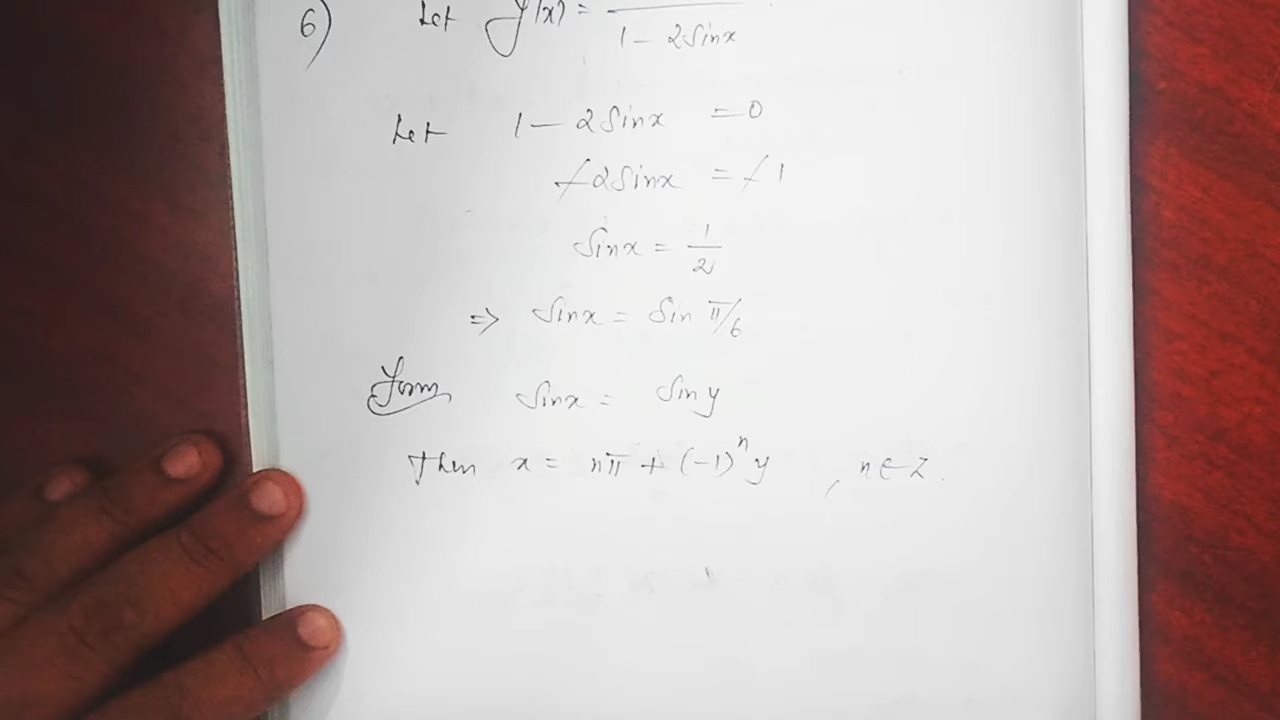 6) Let f(x) = 1 - 2Sinx
Let 1 - 2Sinx = 0
-2Sinx = -1
Sinx = 1/2
=> Sinx = Sin π/6
Form Sinx = Siny
Then x = nπ + (-1)^n y , n ∈ Z.